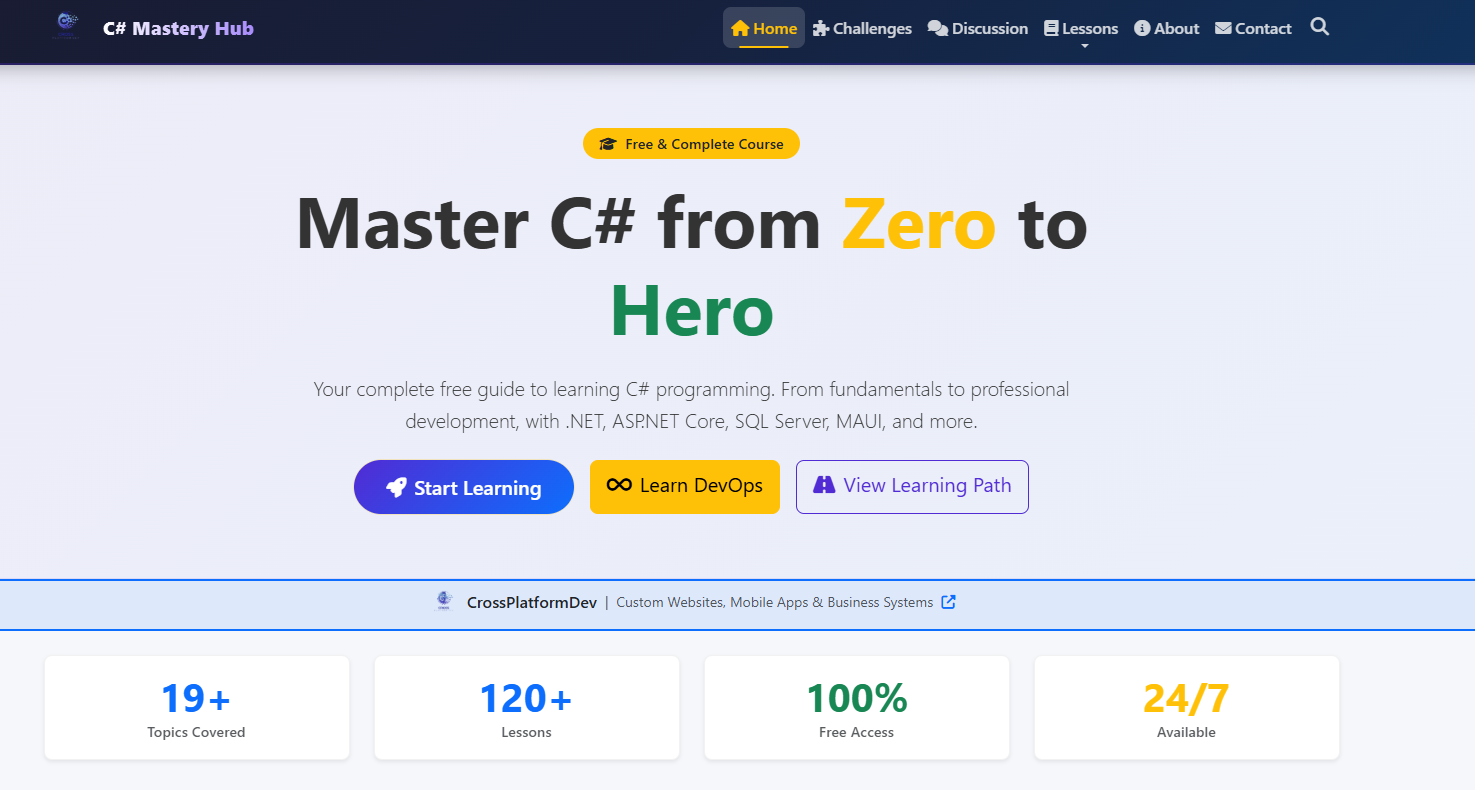 C# Mastery Hub
Home Challenges Discussion Lessons About Contact
Free & Complete Course
Master C# from Zero to
Hero
Your complete free guide to learning C# programming. From fundamentals to professional
development, with .NET, ASP.NET Core, SQL Server, MAUI, and more.
Start Learning Learn DevOps View Learning Path
CrossPlatformDev | Custom Websites, Mobile Apps & Business Systems
19+ 120+ 100% 24/7
Topics Covered Lessons Free Access Available